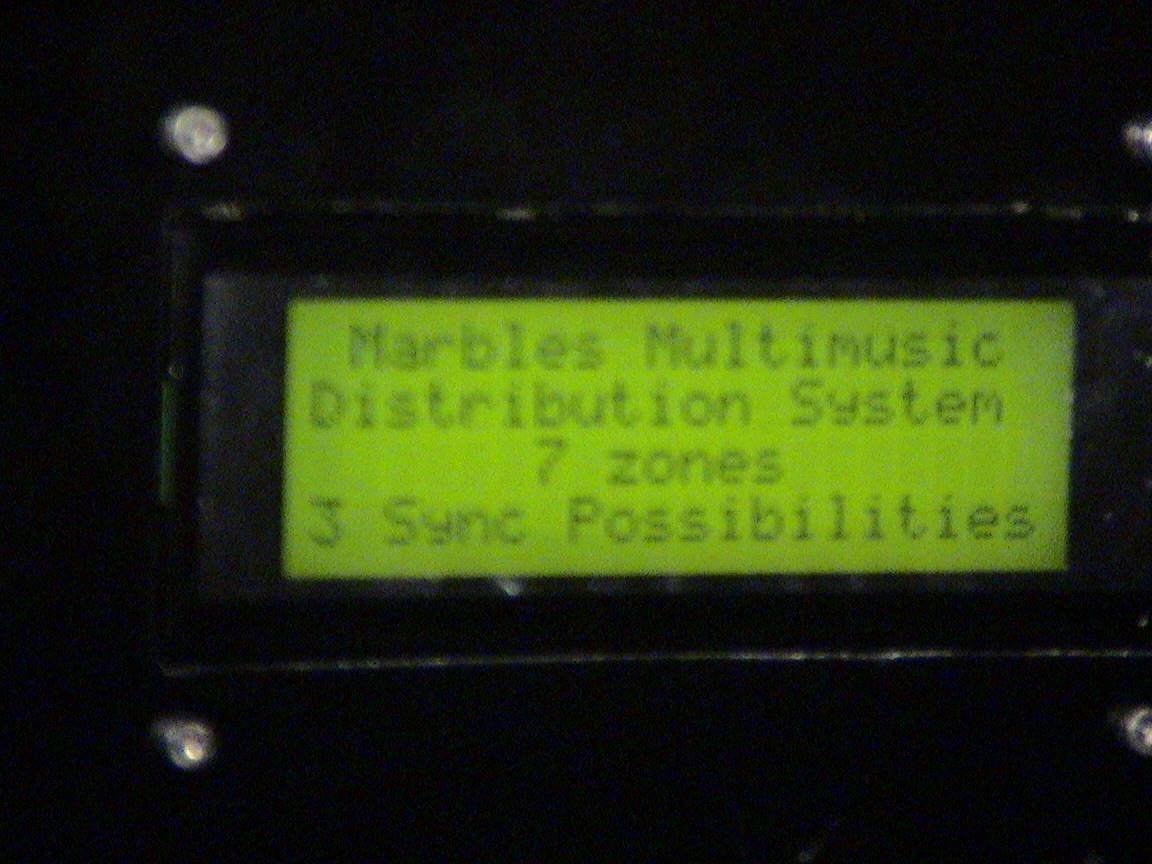 Marbles Multimusic
Distribution System
7 zones
3 Sync Possibilities